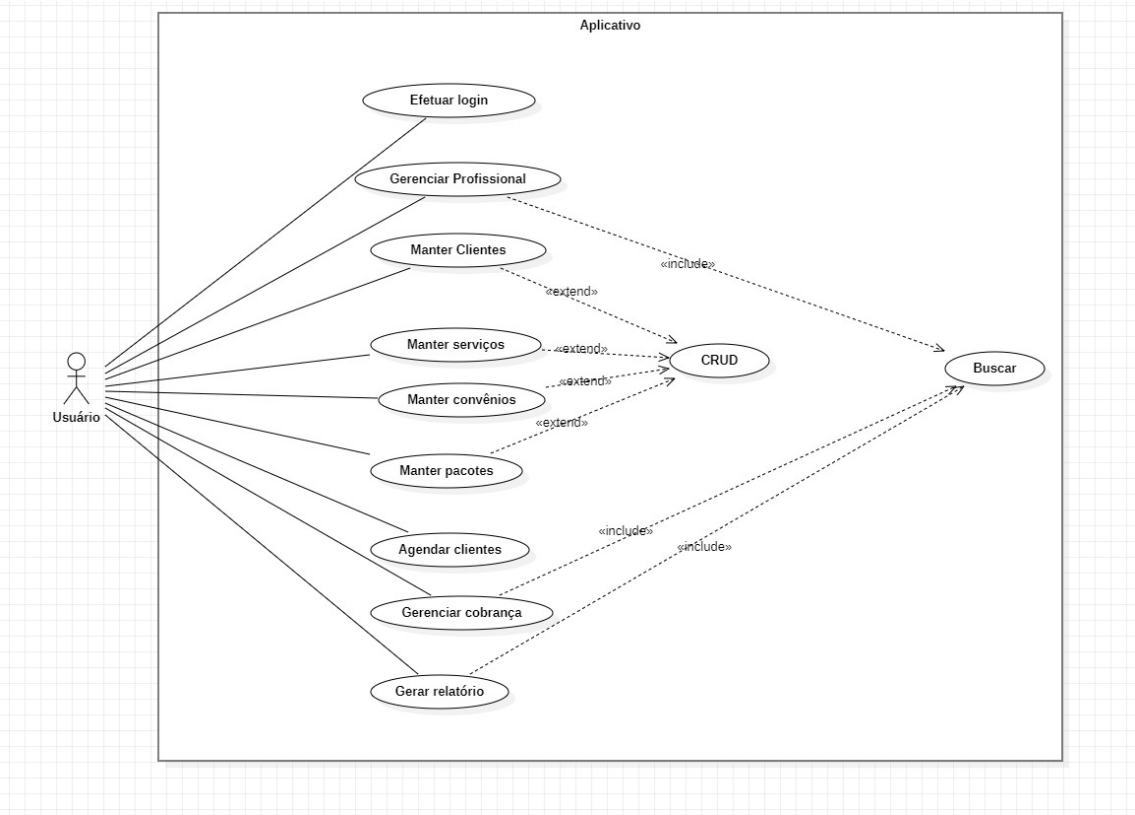 Aplicativo
Efetuar login
Gerenciar Profissional
Manter Clientes
«include»
«extend»
Manter serviços
«extend»
CRUD
Buscar
«extend»
Manter convênios
Usuário
«extend»
Manter pacotes
«include»
«include»
Agendar clientes
Gerenciar cobrança
Gerar relatório